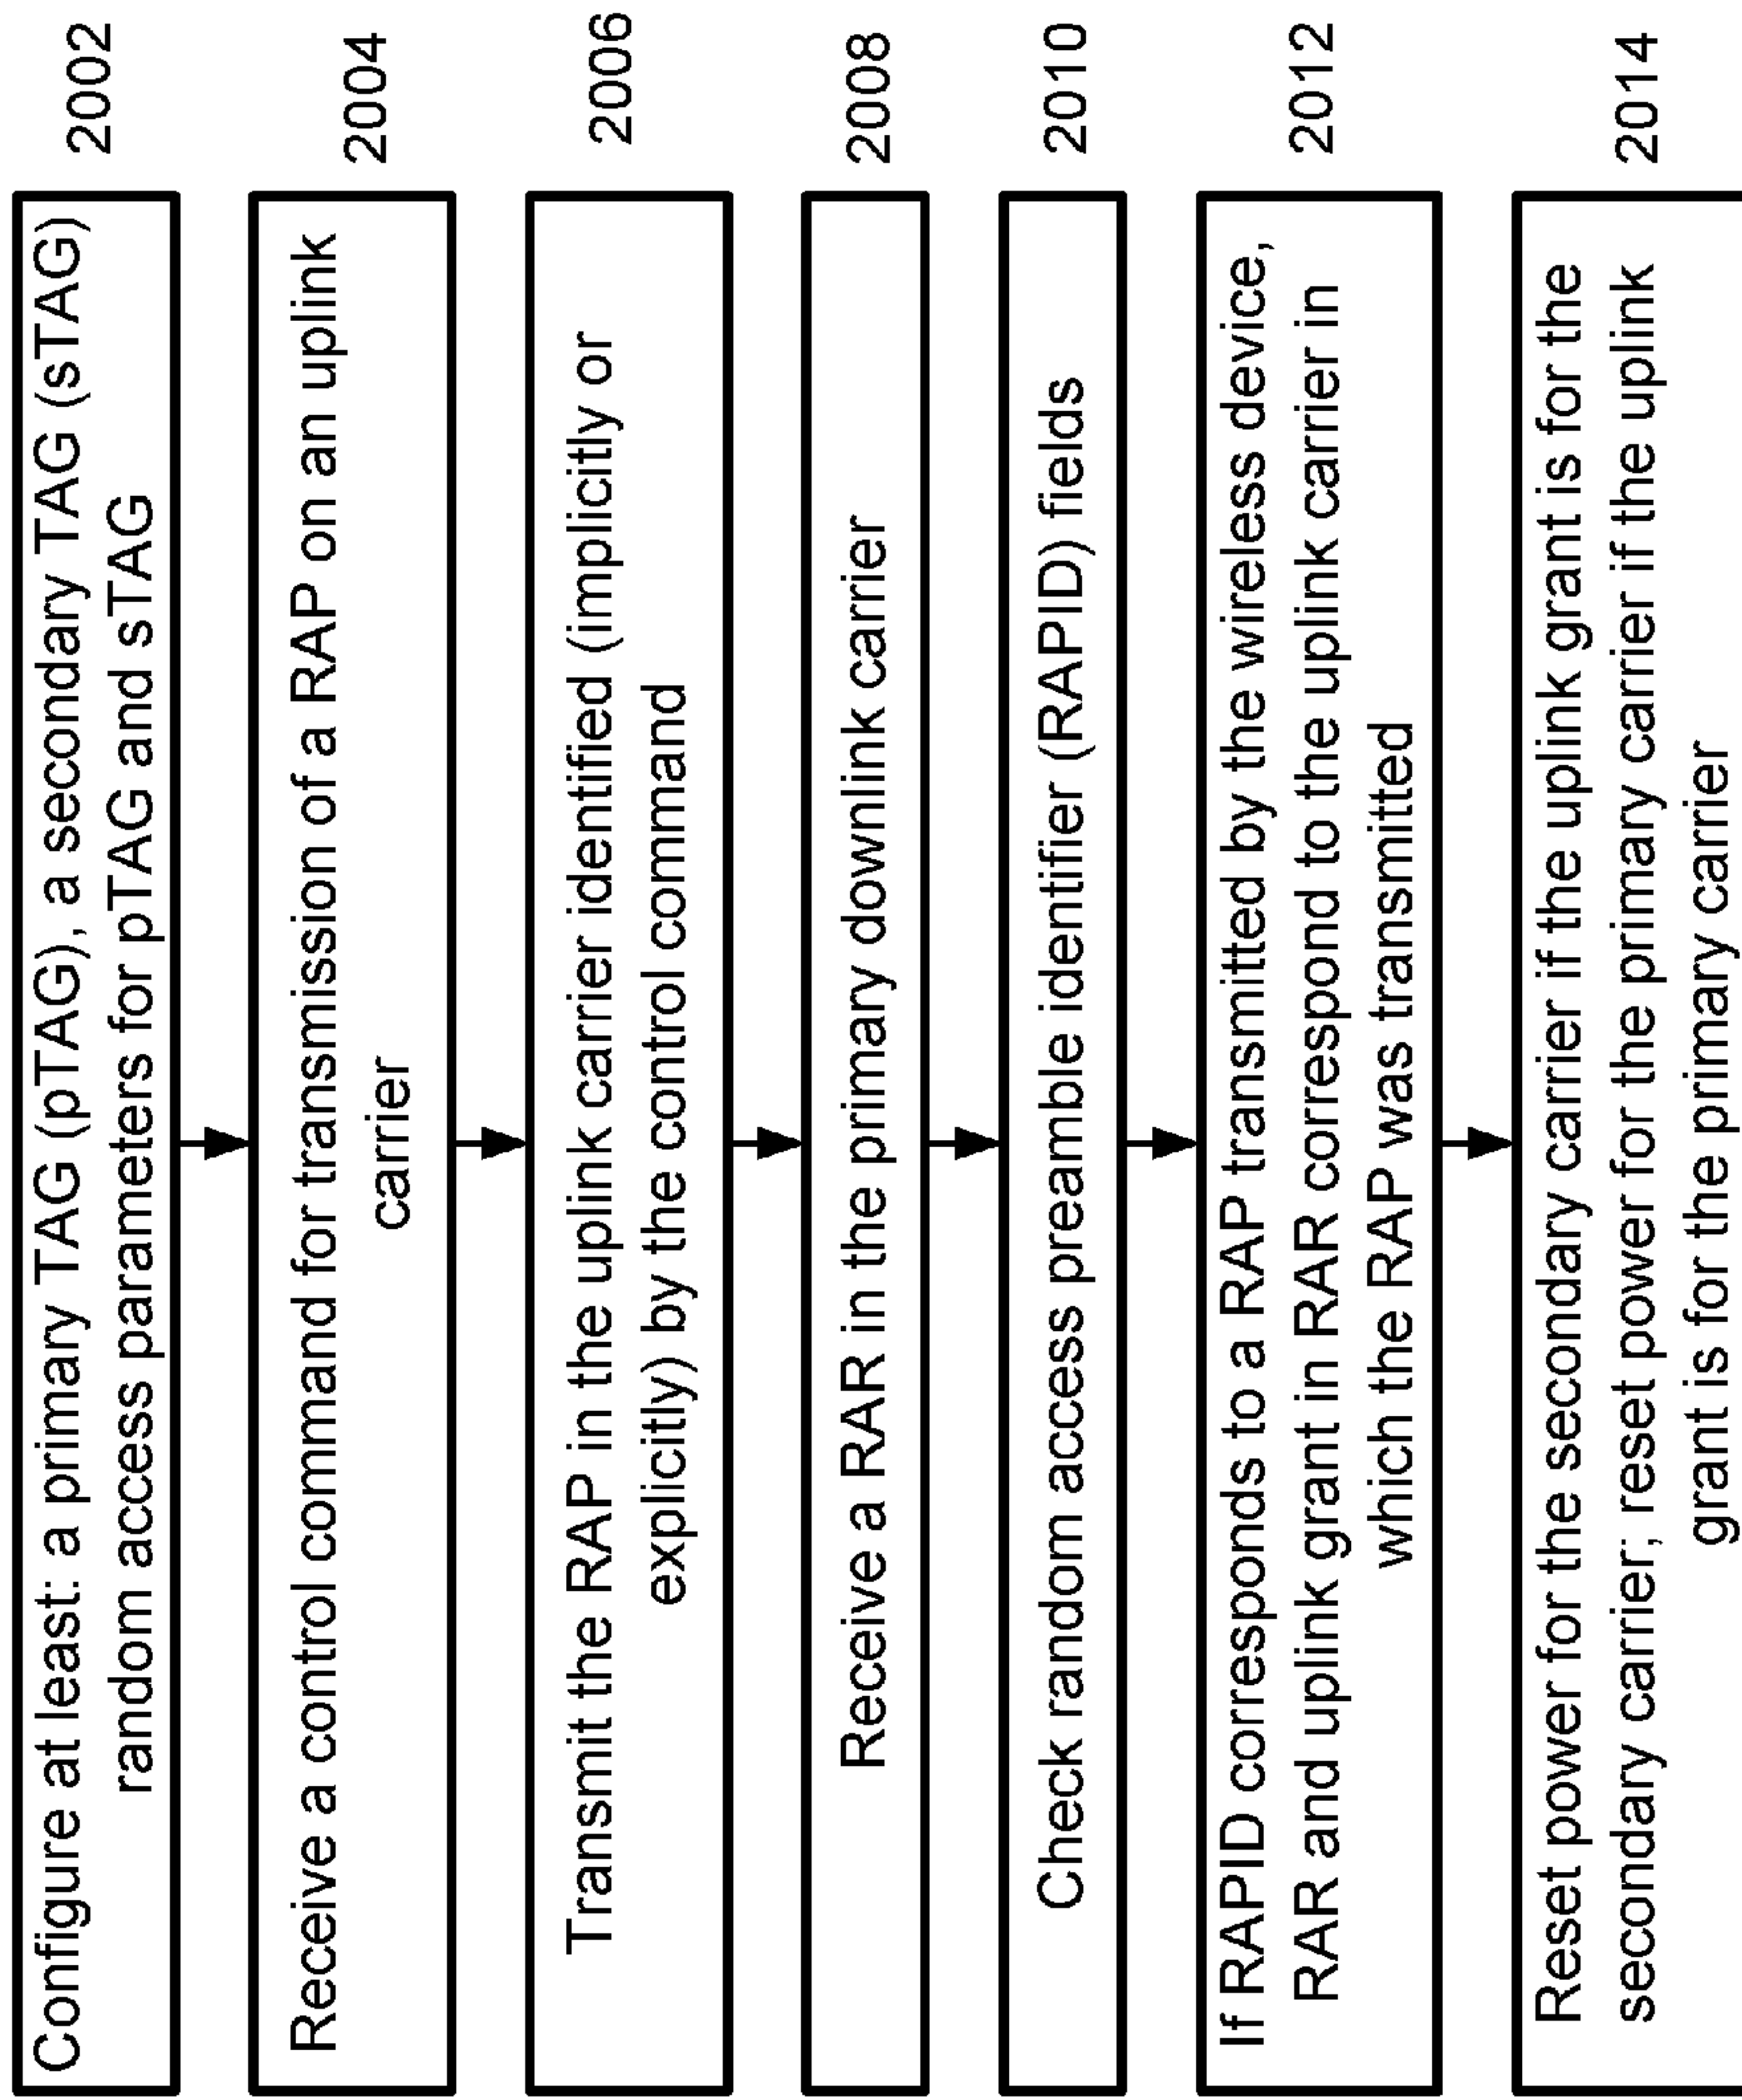 Configure at least: a primary TAG (pTAG), a secondary TAG (sTAG)
random access parameters for pTAG and sTAG
2002
Receive a control command for transmission of a RAP on an uplink
carrier
2004
Transmit the RAP in the uplink carrier identified (implicitly or
explicitly) by the control command
2006
Receive a RAR in the primary downlink carrier
2008
Check random access preamble identifier (RAPID) fields
2010
If RAPID corresponds to a RAP transmitted by the wireless device,
RAR and uplink grant in RAR correspond to the uplink carrier in
which the RAP was transmitted
2012
Reset power for the secondary carrier if the uplink grant is for the
secondary carrier; reset power for the primary carrier if the uplink
grant is for the primary carrier
2014